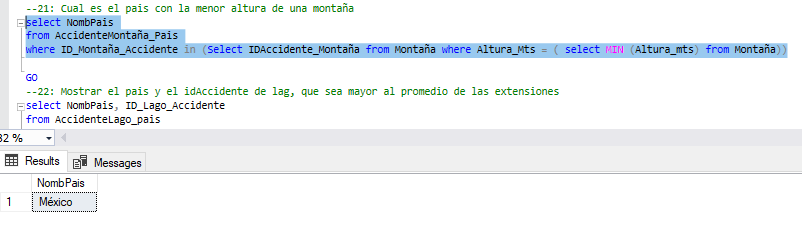 --21: Cual es el pais con la menor altura de una montaña
select NombPais
from AccidenteMontaña_Pais
where ID_Montaña_Accidente in (Select IDAccidente_Montaña from Montaña where Altura_Mts = ( select MIN (Altura_mts) from Montaña))
GO
--22: Mostrar el pais y el idAccidente de lag, que sea mayor al promedio de las extensiones
select NombPais, ID_Lago_Accidente
from AccidenteLago_pais
32 %
Results Messages
NombPais
1 México